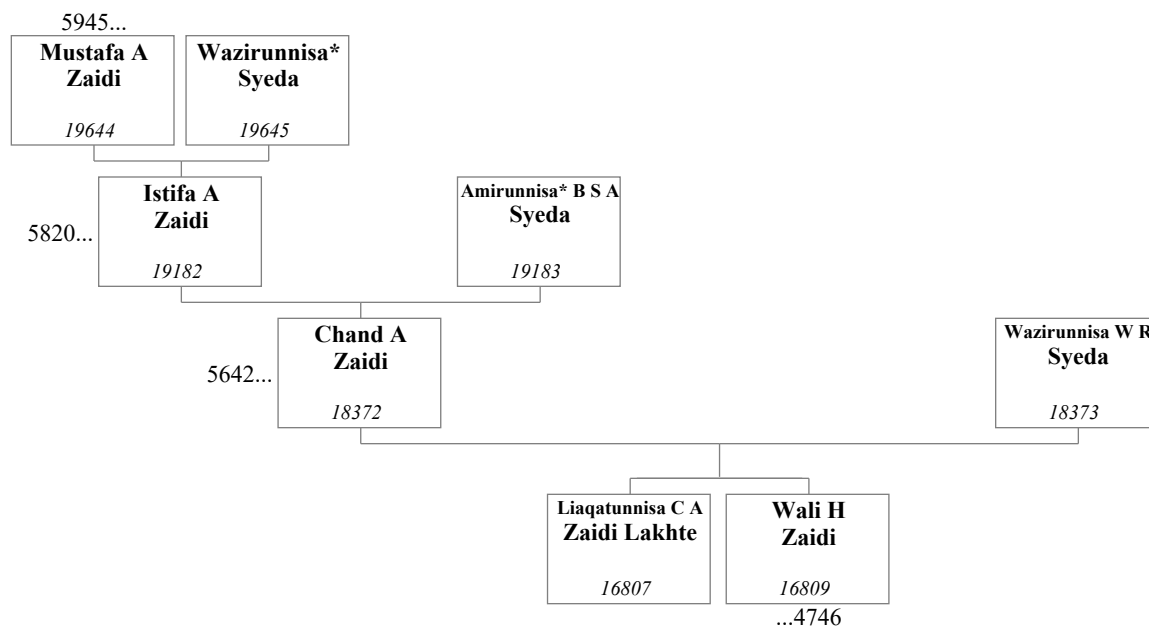 5945...
Mustafa A
Zaidi
19644
Wazirunnisa*
Syeda
19645
5820...
Istifa A
Zaidi
19182
Amirunnisa* B S A
Syeda
19183
5642...
Chand A
Zaidi
18372
Wazirunnisa W R
Syeda
18373
Liaqatunnisa C A
Zaidi Lakhte
16807
Wali H
Zaidi
16809
...4746